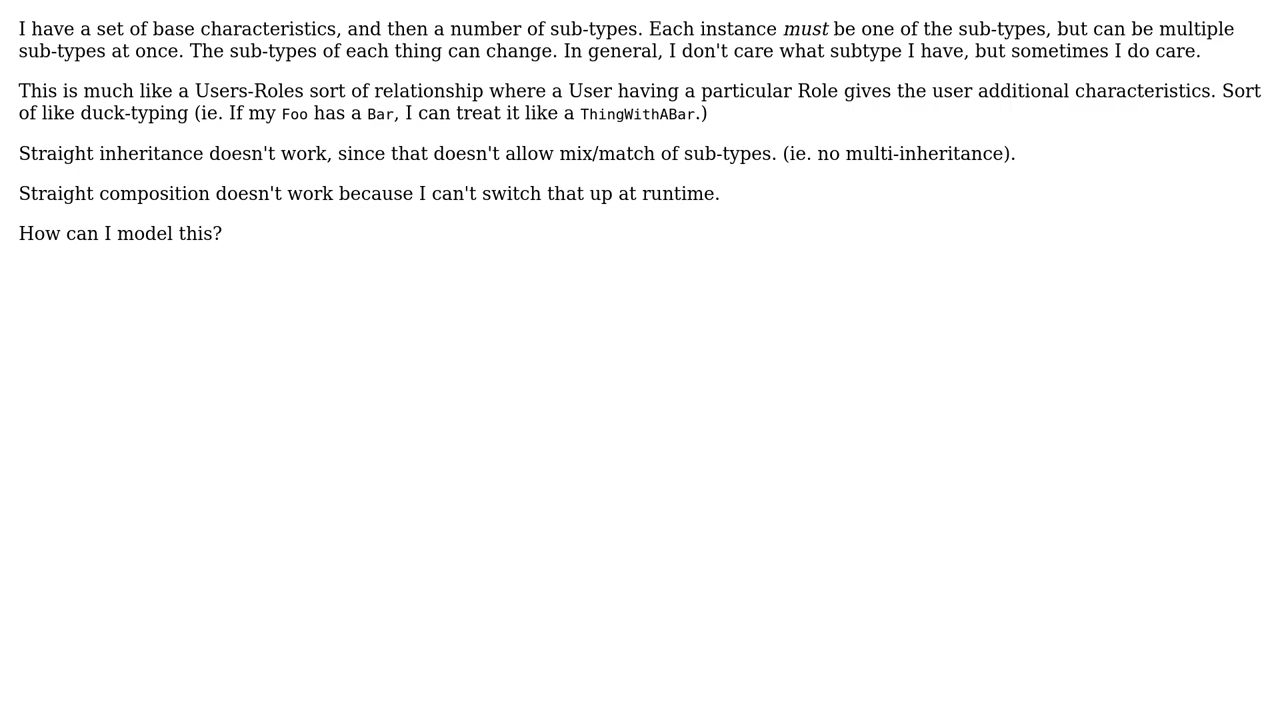 I have a set of base characteristics, and then a number of sub-types. Each instance must be one of the sub-types, but can be multiple
sub-types at once. The sub-types of each thing can change. In general, I don't care what subtype I have, but sometimes I do care.
This is much like a Users-Roles sort of relationship where a User having a particular Role gives the user additional characteristics. Sort
of like duck-typing (ie. If my Foo has a Bar, I can treat it like a ThingWithABar.)
Straight inheritance doesn't work, since that doesn't allow mix/match of sub-types. (ie. no multi-inheritance).
Straight composition doesn't work because I can't switch that up at runtime.
How can I model this?